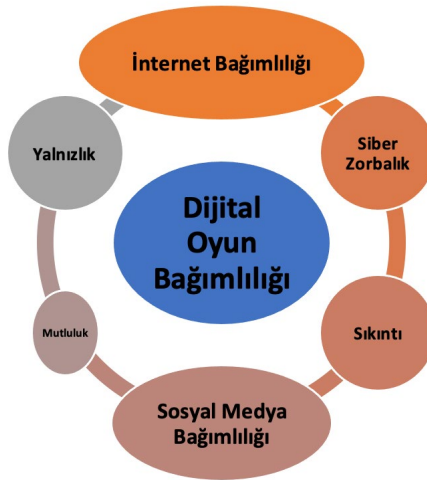 İnternet Bağımlılığı
Yalnızlık
Siber
Zorbalık
Dijital
Oyun
Bağımlılığı
Mutluluk
Sıkıntı
Sosyal Medya
Bağımlılığı